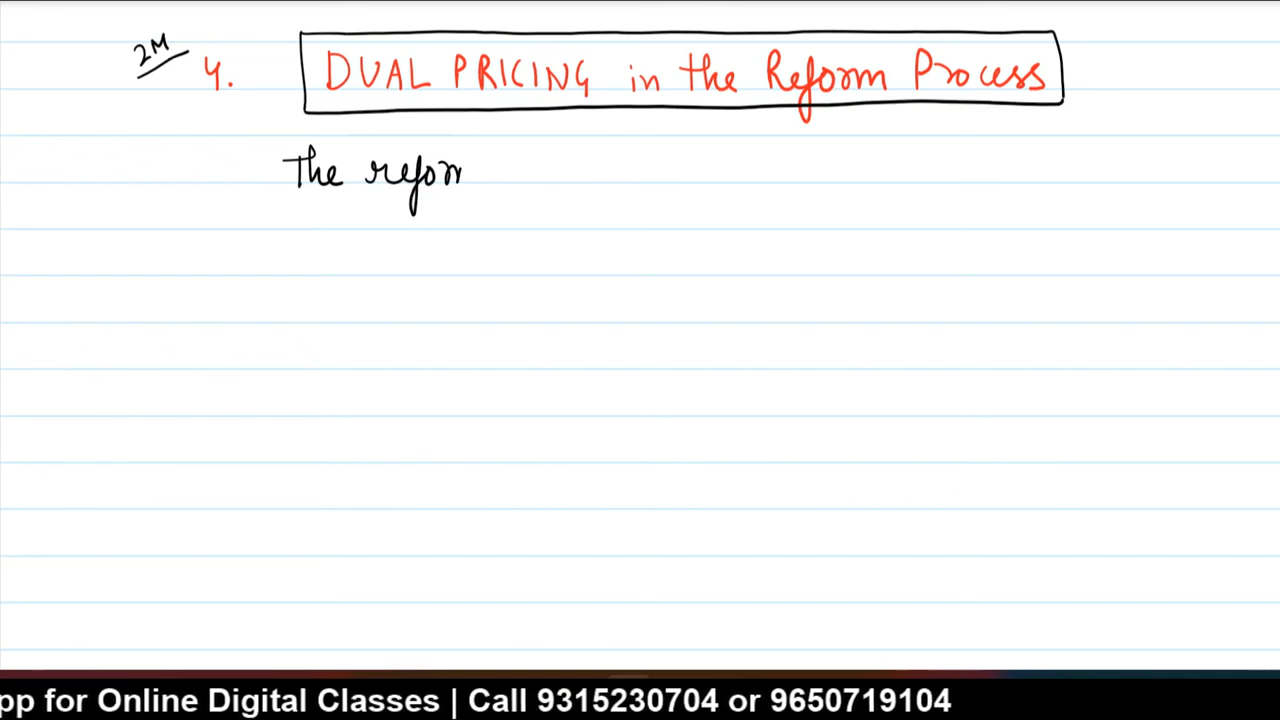 2M
4. DUAL PRICING in the Reform Process
The refor
pp for Online Digital Classes | Call 9315230704 or 9650719104